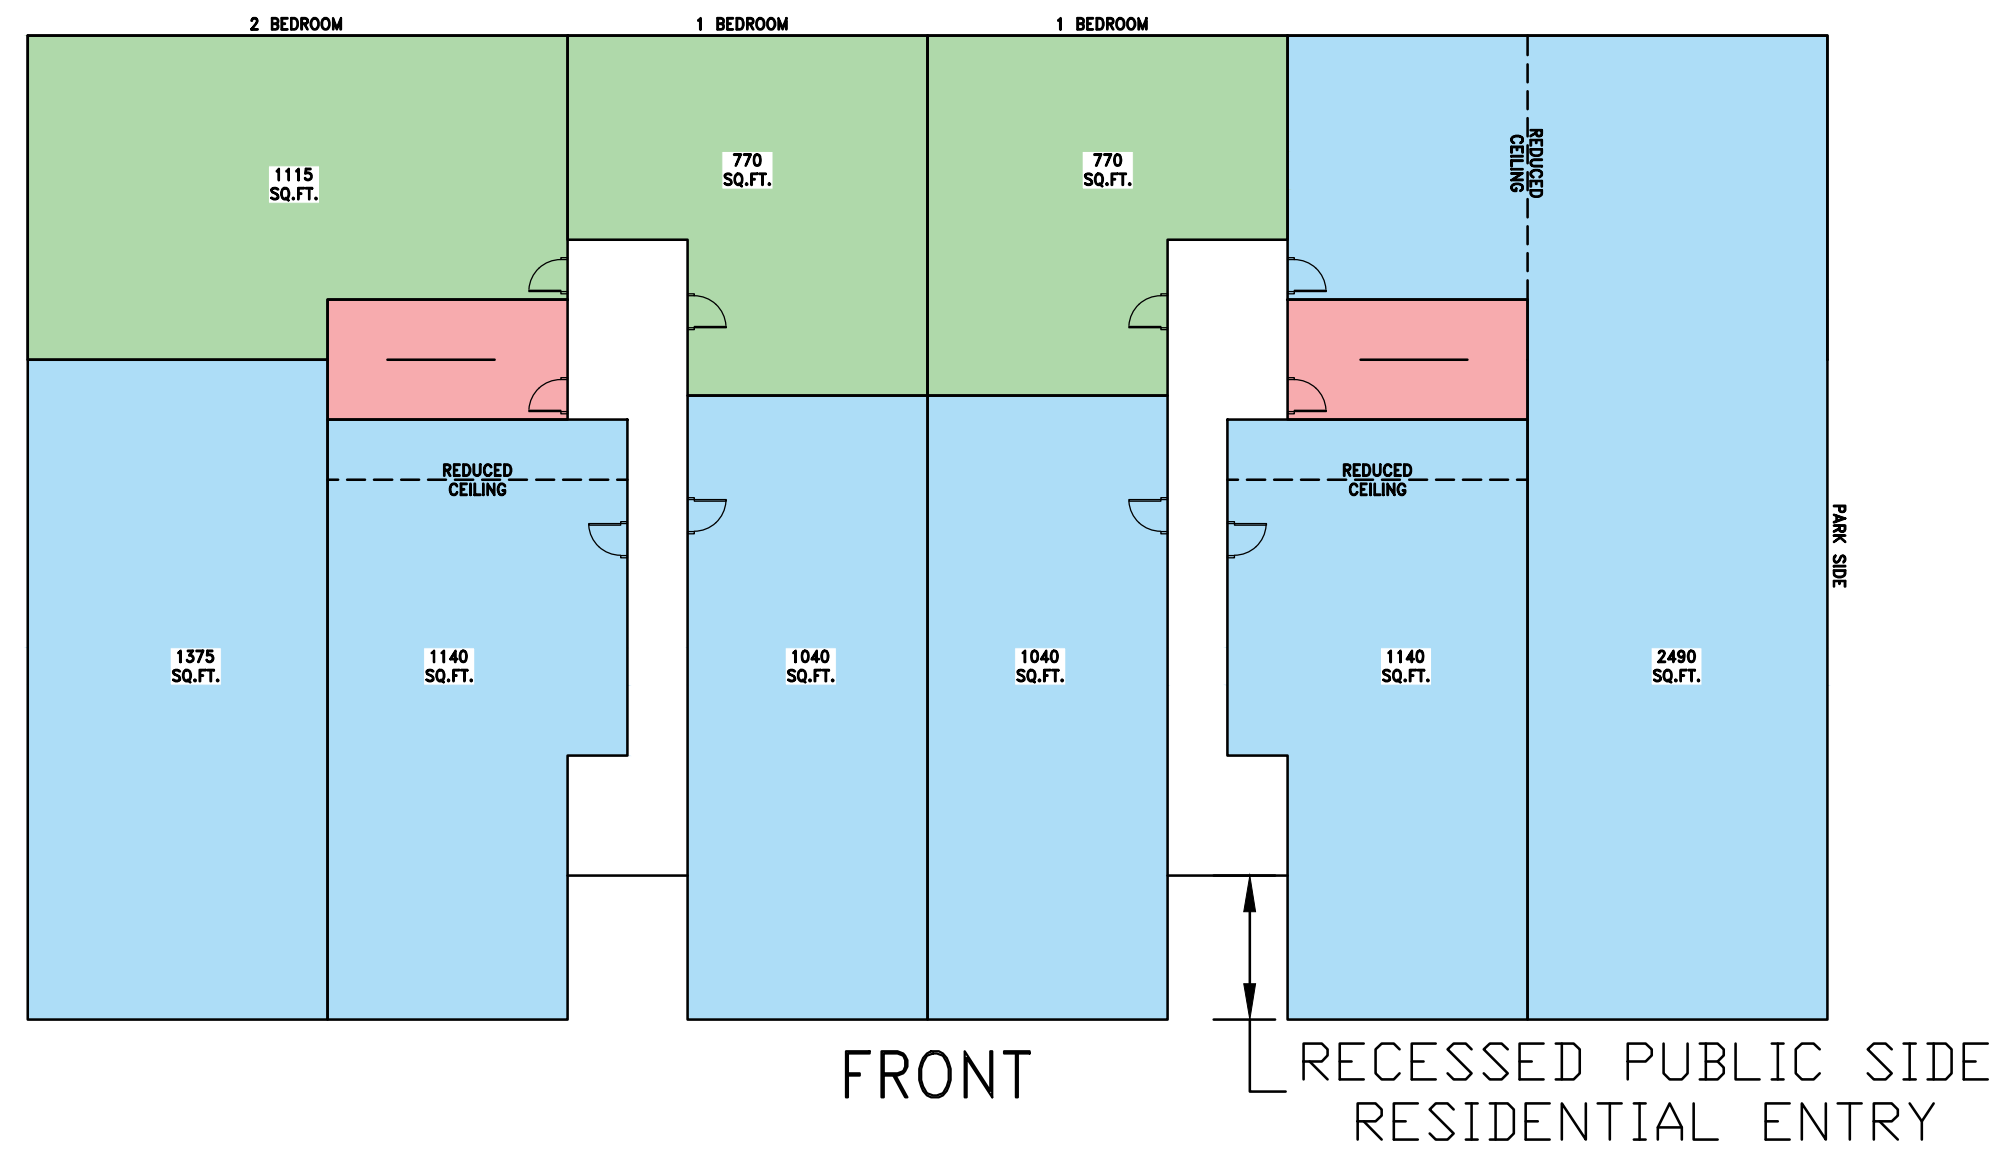 2 BEDROOM
1 BEDROOM
1 BEDROOM
1115
SQ.FT.
770
SQ.FT.
770
SQ.FT.
REDUCED
CEILING
REDUCED
CEILING
REDUCED
CEILING
PARK SIDE
1375
SQ.FT.
1140
SQ.FT.
1040
SQ.FT.
1040
SQ.FT.
1140
SQ.FT.
2490
SQ.FT.
FRONT
RECESSED PUBLIC SIDE
RESIDENTIAL ENTRY